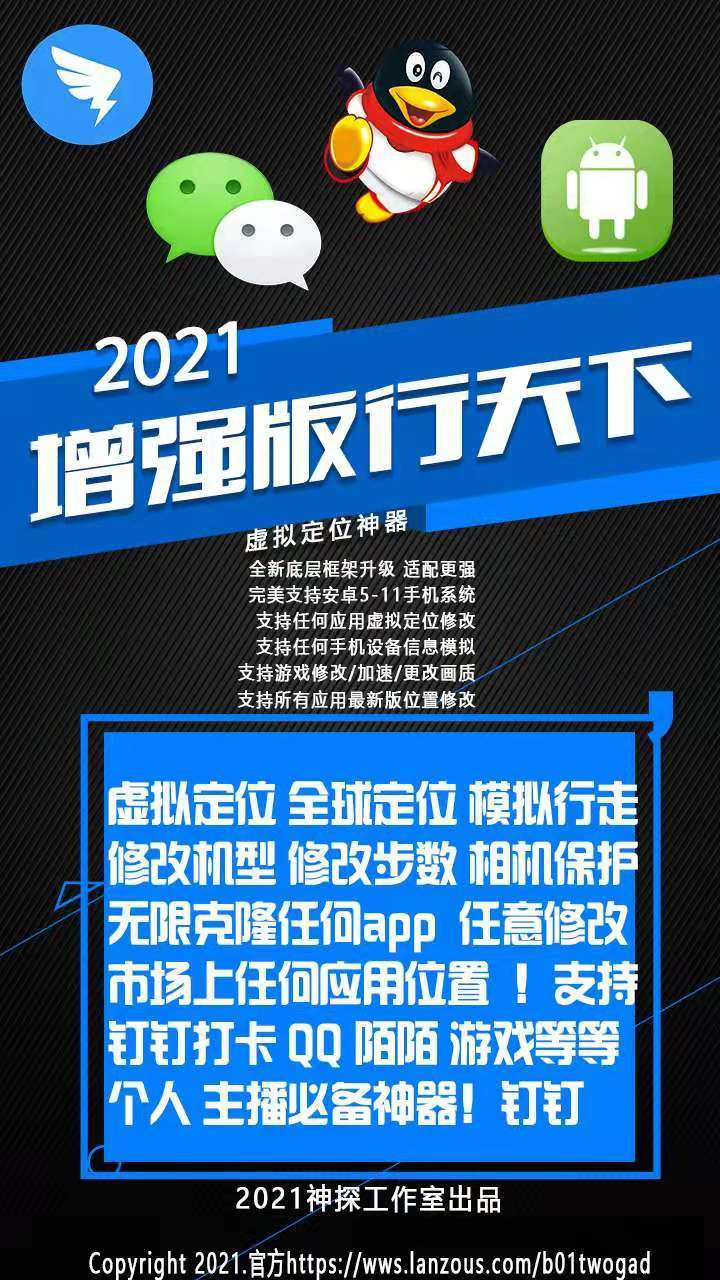 2021
增强版行天下
虚拟定位神器
全新底层框架升级 适配更强
完美支持安卓5-11手机系统
支持任何应用虚拟定位修改
支持任何手机设备信息模拟
支持游戏修改/加速/更改画质
支持所有应用最新版位置修改
虚拟定位 全球定位 模拟行走
修改机型 修改步数 相机保护
无限克隆任何app 任意修改
市场上任何应用位置 ！支持
钉钉打卡 QQ 陌陌 游戏等等
个人 主播必备神器！钉钉
2021神探工作室出品
Copyright 2021.官方https://wws.lanzous.com/b01twogad